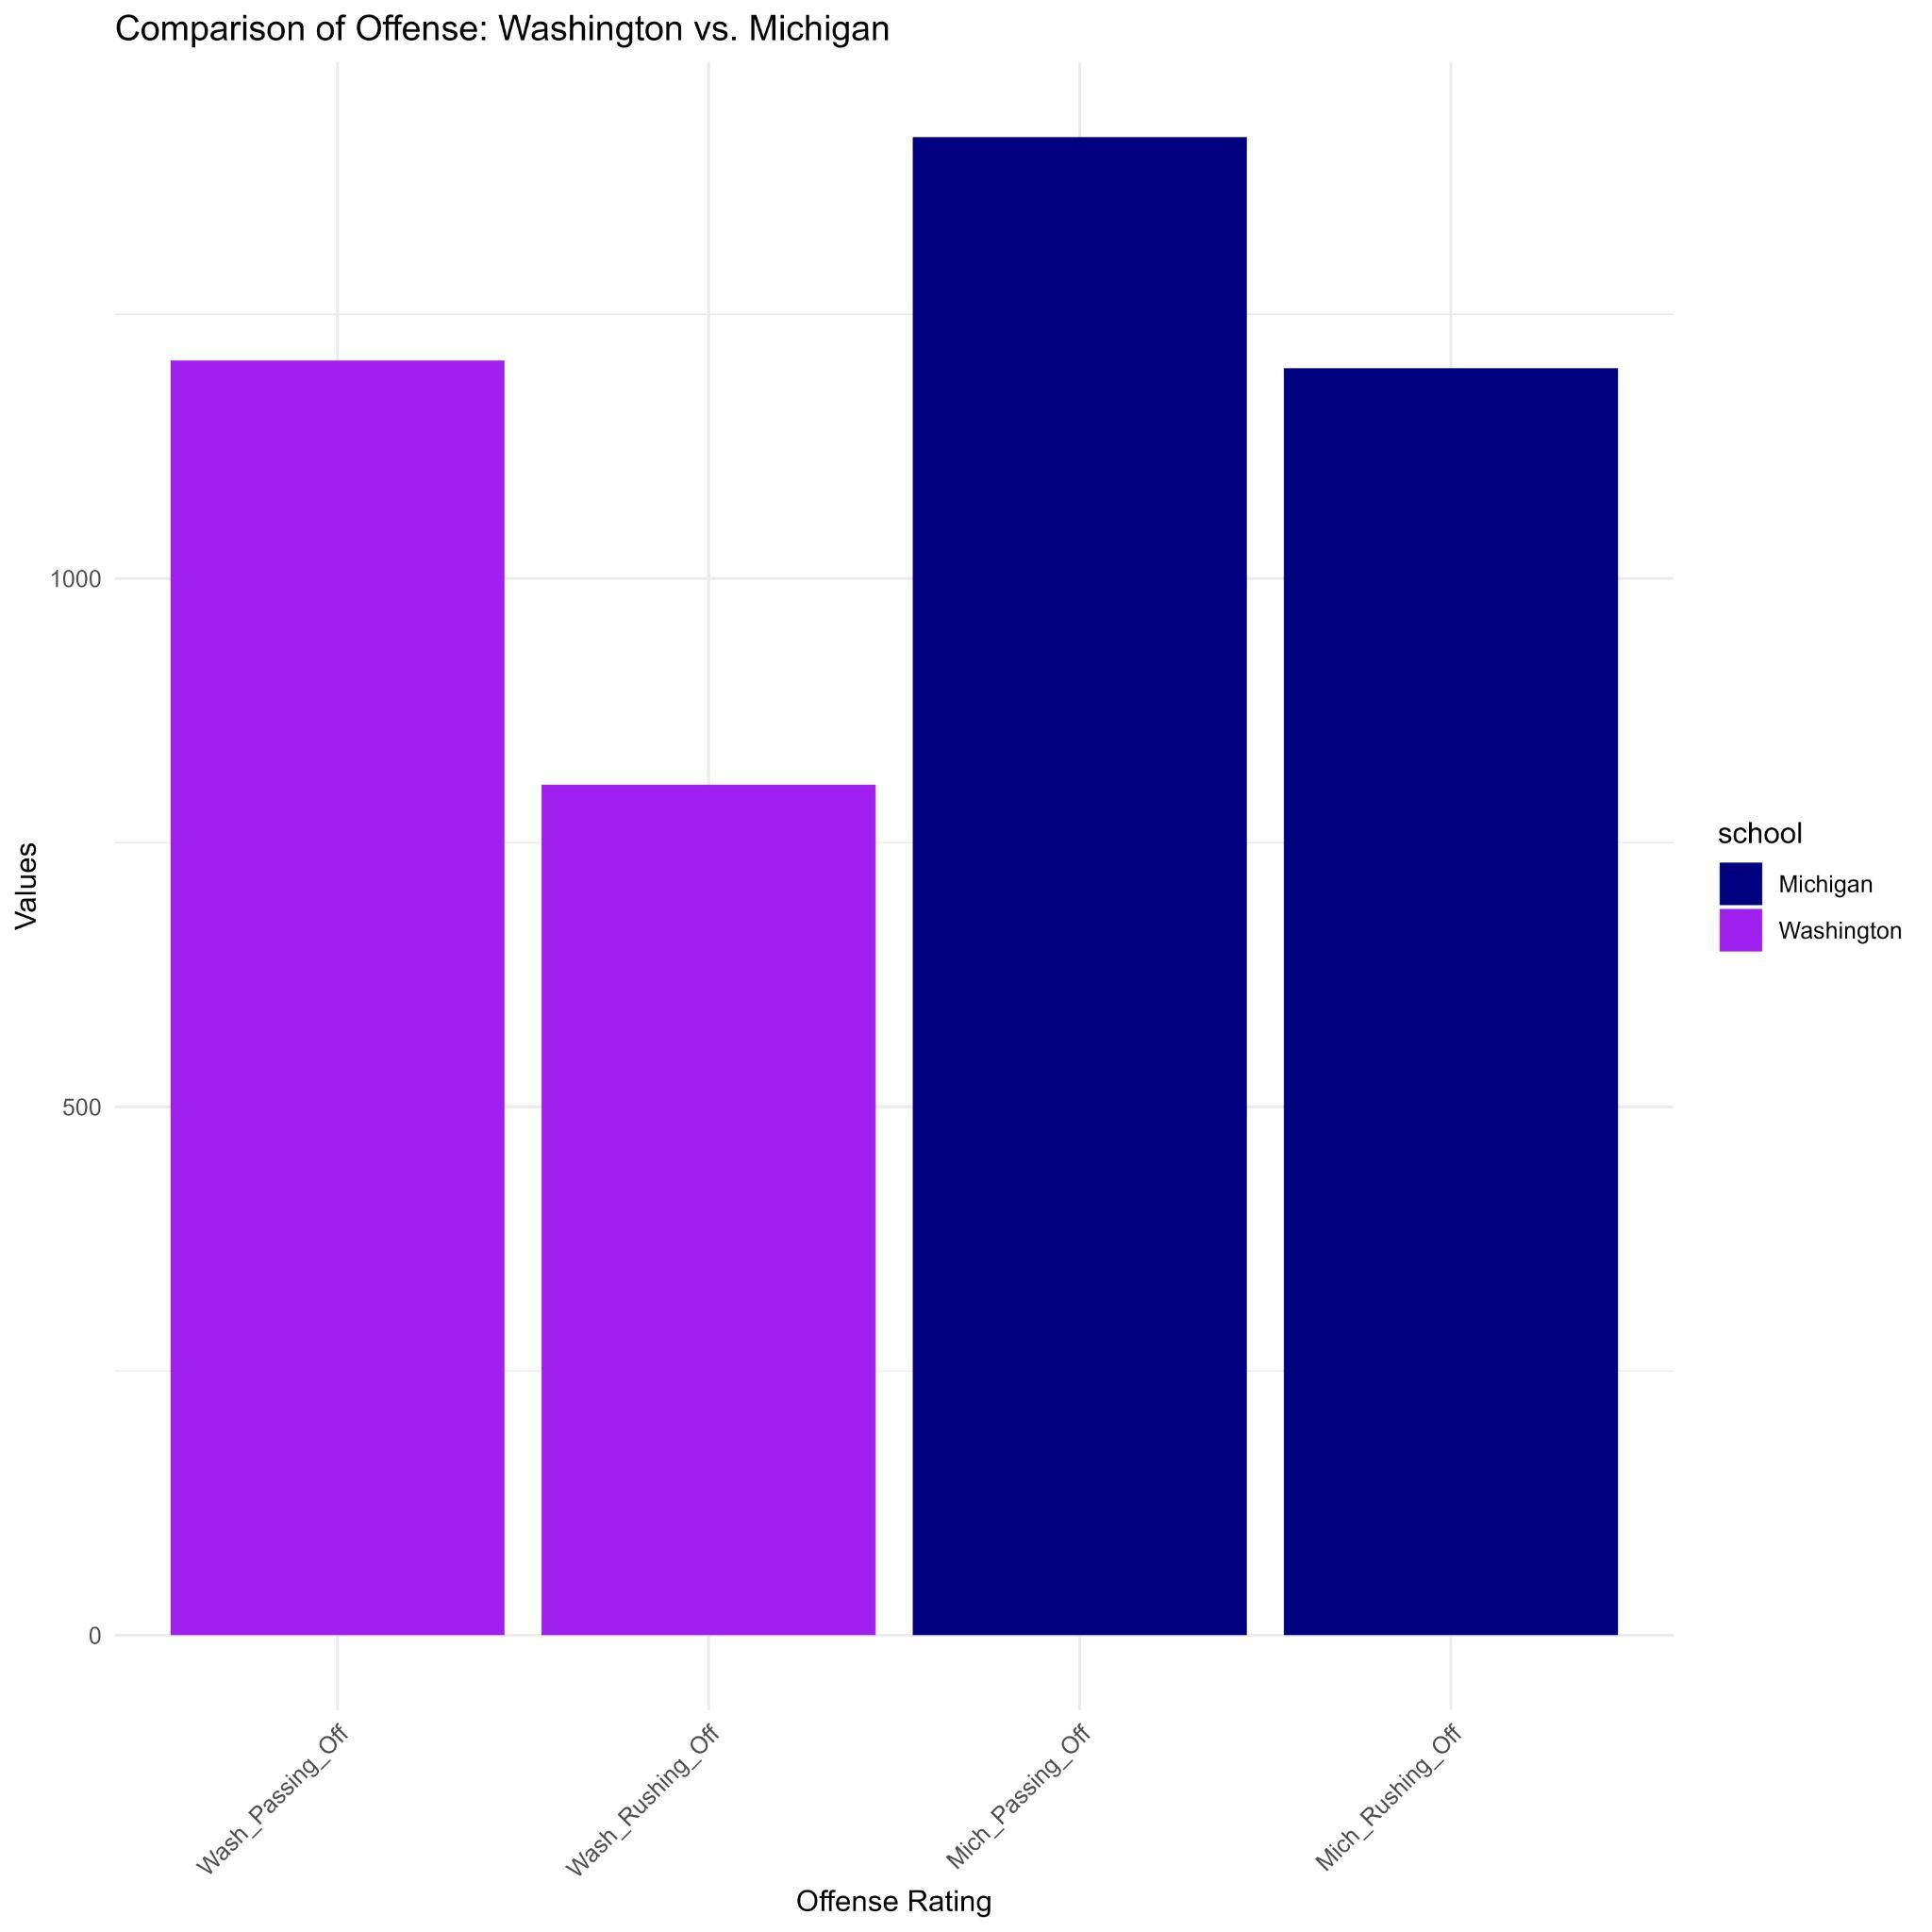 Comparison of Offense: Washington vs. Michigan
Values
1000
500
0
Wash_Passing_Off
Wash_Rushing_Off
Mich_Passing_Off
Mich_Rushing_Off
Offense Rating
school
Michigan
Washington